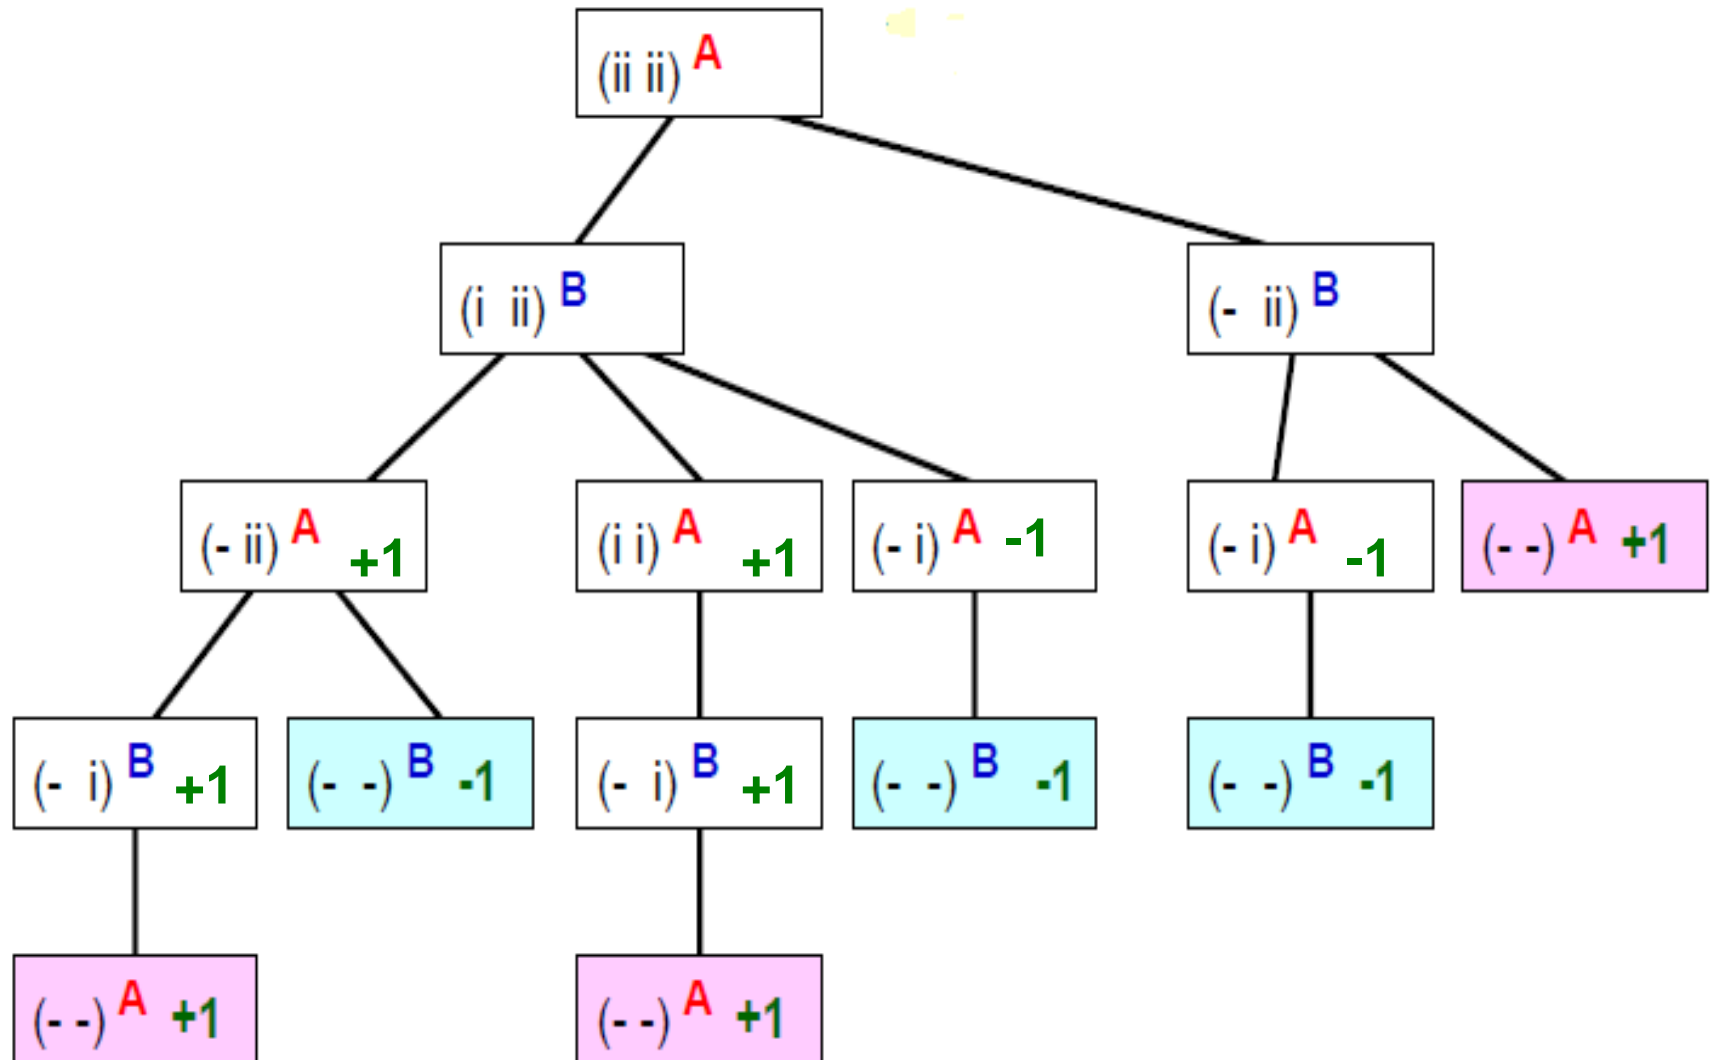 (ii ii) A
(i ii) B
(- ii) B
(- ii) A +1
(i i) A +1
(- i) A -1
(- i) A -1
(- -) A +1
(- i) B +1
(- -) B -1
(- i) B +1
(- -) B -1
(- -) B -1
(- -) A +1
(- -) A +1